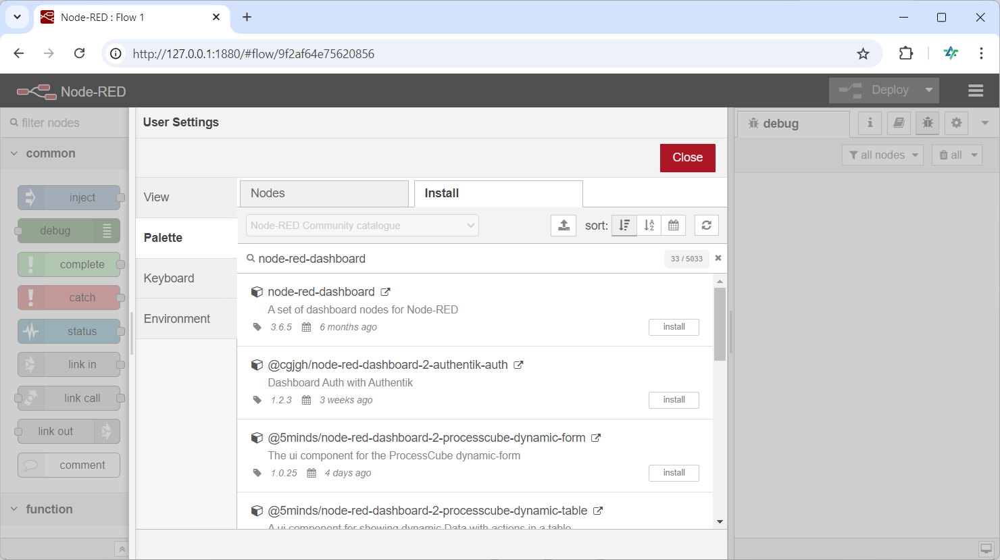 Node-RED : Flow 1
http://127.0.0.1:1880/#flow/9f2af64e75620856
Node-RED
Deploy
filter nodes
common
inject
debug
complete
catch
status
link in
link call
link out
comment
function
User Settings
Close
View
Palette
Keyboard
Environment
Nodes
Install
Node-RED Community catalogue
sort:
node-red-dashboard
33 / 5033
node-red-dashboard
A set of dashboard nodes for Node-RED
3.6.5 6 months ago
install
@cgjgh/node-red-dashboard-2-authentik-auth
Dashboard Auth with Authentik
1.2.3 3 weeks ago
install
@5minds/node-red-dashboard-2-processcube-dynamic-form
The ui component for the ProcessCube dynamic-form
1.0.25 4 days ago
install
@5minds/node-red-dashboard-2-processcube-dynamic-table
A ui component for showing dynamic Data with actions in a table
debug
all nodes
all